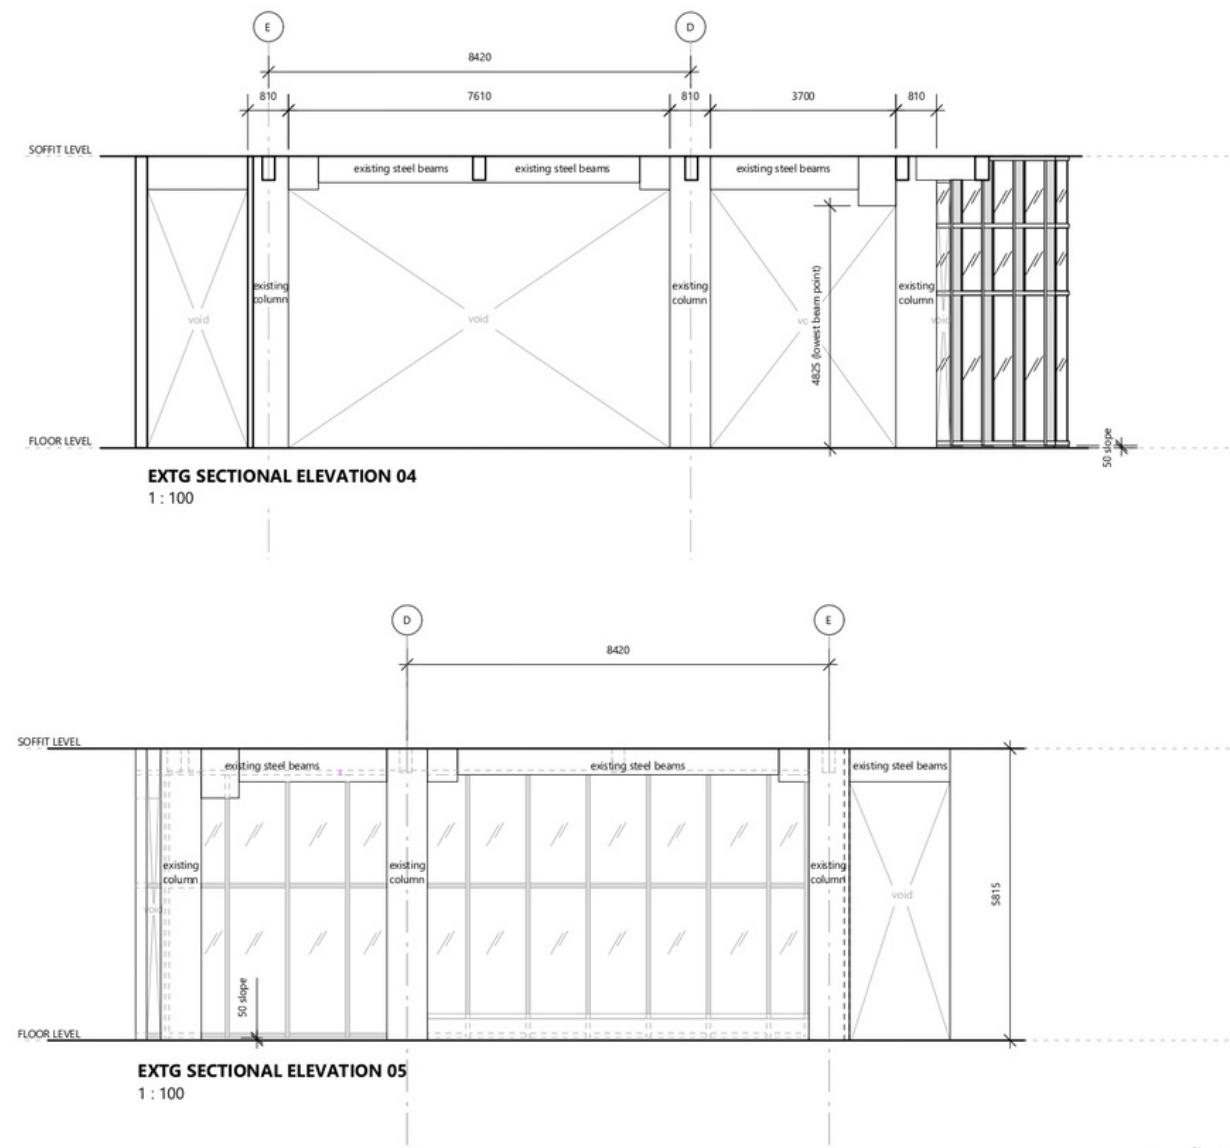 E
D
8420
810
7610
810
3700
810
SOFFIT LEVEL
existing steel beams
existing steel beams
existing steel beams
existing
column
existing
column
existing
column
void
void
vo
void
4825 (lowest beam point)
FLOOR LEVEL
50 slope
EXTG SECTIONAL ELEVATION 04
1 : 100
D
E
8420
SOFFIT LEVEL
existing steel beams
existing steel beams
existing steel beams
existing
column
existing
column
existing
column
void
void
5815
50 slope
FLOOR LEVEL
EXTG SECTIONAL ELEVATION 05
1 : 100